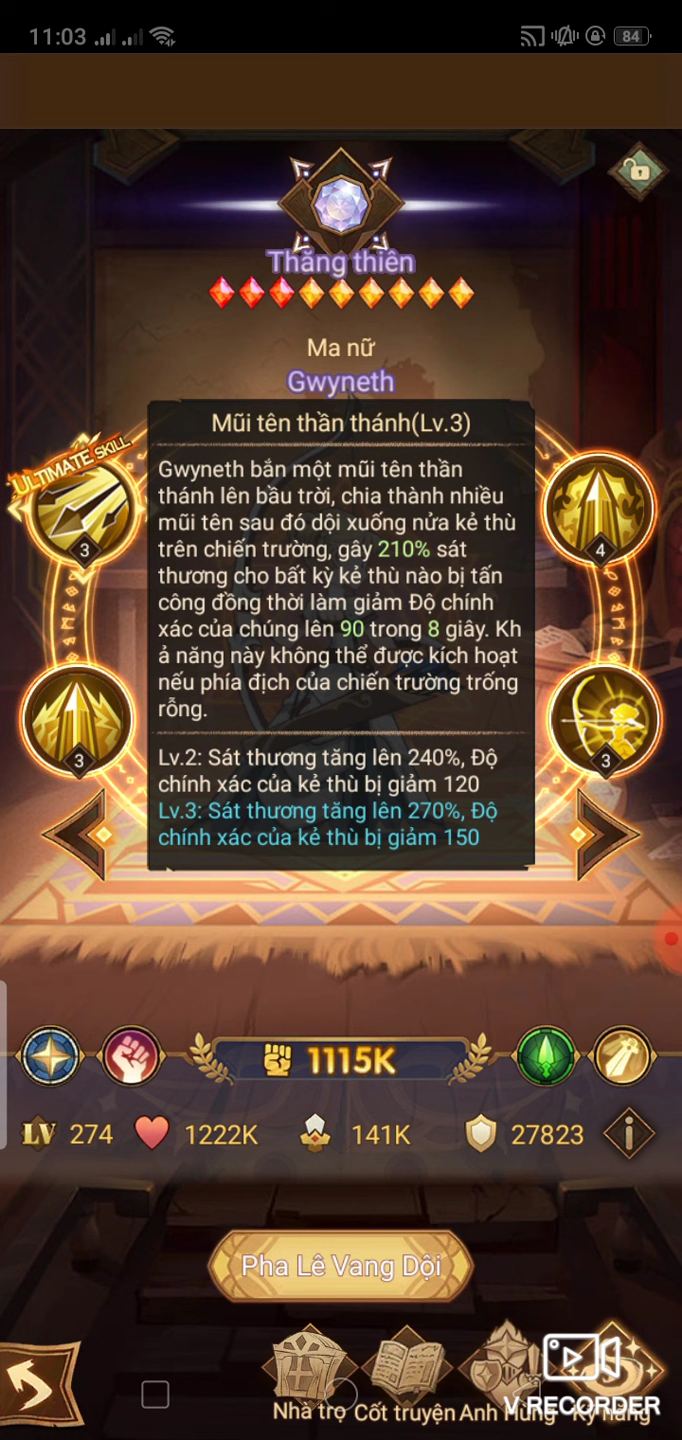 11:03
84
Thăng thiên
Ma nữ
Gwyneth
Mũi tên thần thánh(Lv.3)
ULTIMATE SKILL
Gwyneth bắn một mũi tên thần
thánh lên bầu trời, chia thành nhiều
mũi tên sau đó dội xuống nửa kẻ thù
trên chiến trường, gây 210% sát
thương cho bất kỳ kẻ thù nào bị tấn
công đồng thời làm giảm Độ chính
xác của chúng lên 90 trong 8 giây. Kh
ả năng này không thể được kích hoạt
nếu phía địch của chiến trường trống
rỗng.
3
4
3
3
Lv.2: Sát thương tăng lên 240%, Độ
chính xác của kẻ thù bị giảm 120
Lv.3: Sát thương tăng lên 270%, Độ
chính xác của kẻ thù bị giảm 150
1115K
LV 274 1222K 141K 27823
Pha Lê Vang Dội
V RECORDER
Nhà trọ Cốt truyện Anh Hùng Kỹ năng